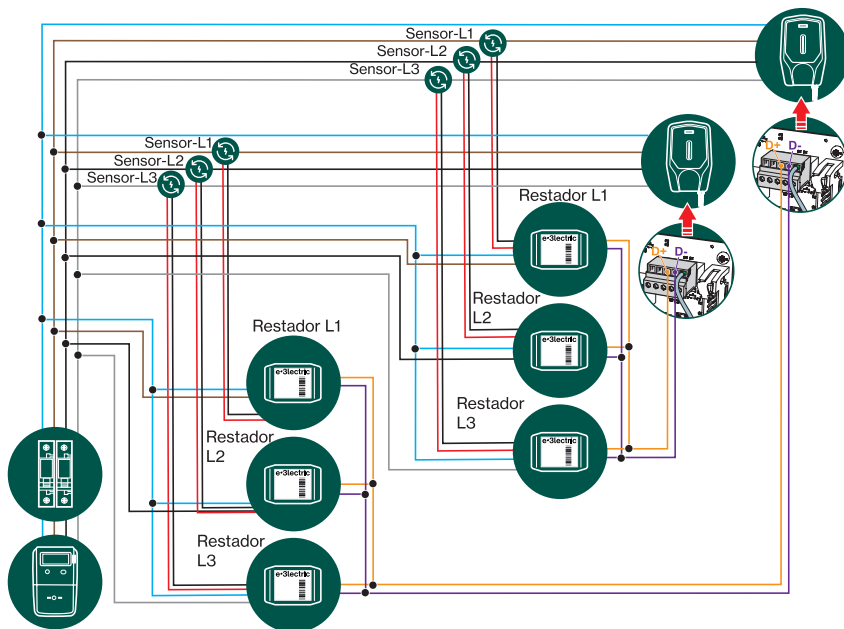 Sensor-L1
Sensor-L2
Sensor-L3
Sensor-L1
Sensor-L2
Sensor-L3
D+ D-
Restador L1
D+ D-
e-3lectric
Restador
L2
Restador L1
e-3lectric
e-3lectric
Restador
L3
Restador
L2
e-3lectric
e-3lectric
Restador
L3
e-3lectric